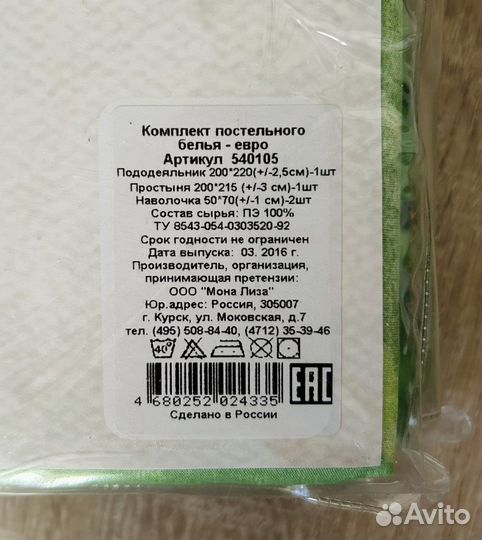 Комплект постельного
белья - евро
Артикул 540105
Пододеяльник 200*220(+/-2,5см)-1шт
Простыня 200*215 (+/-3 см)-1шт
Наволочка 50*70(+/-1 см)-2шт
Состав сырья: ПЭ 100%
ТУ 8543-054-0303520-92
Срок годности не ограничен
Дата выпуска: 03. 2016 г.
Производитель, организация,
принимающая претензии:
ООО "Мона Лиза"
Юр.адрес: Россия, 305007
г. Курск, ул. Моковская, д.7
тел. (495) 508-84-40, (4712) 35-39-46
40°
4 680252 024335
EAC
Сделано в России
Avito